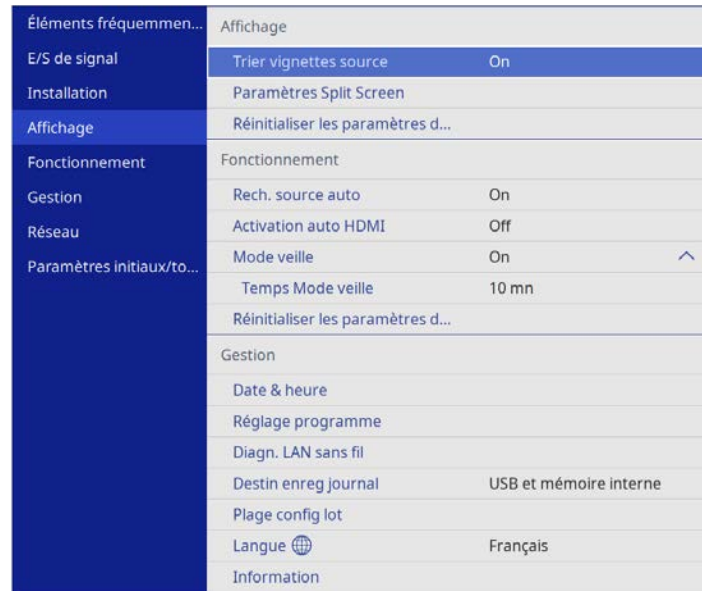 Éléments fréquemmen...
E/S de signal
Installation
Affichage
Fonctionnement
Gestion
Réseau
Paramètres initiaux/to...
Affichage
Trier vignettes source On
Paramètres Split Screen
Réinitialiser les paramètres d...
Fonctionnement
Rech. source auto On
Activation auto HDMI Off
Mode veille On
Temps Mode veille 10 mn
Réinitialiser les paramètres d...
Gestion
Date & heure
Réglage programme
Diagn. LAN sans fil
Destin enreg journal USB et mémoire interne
Plage config lot
Langue Français
Information